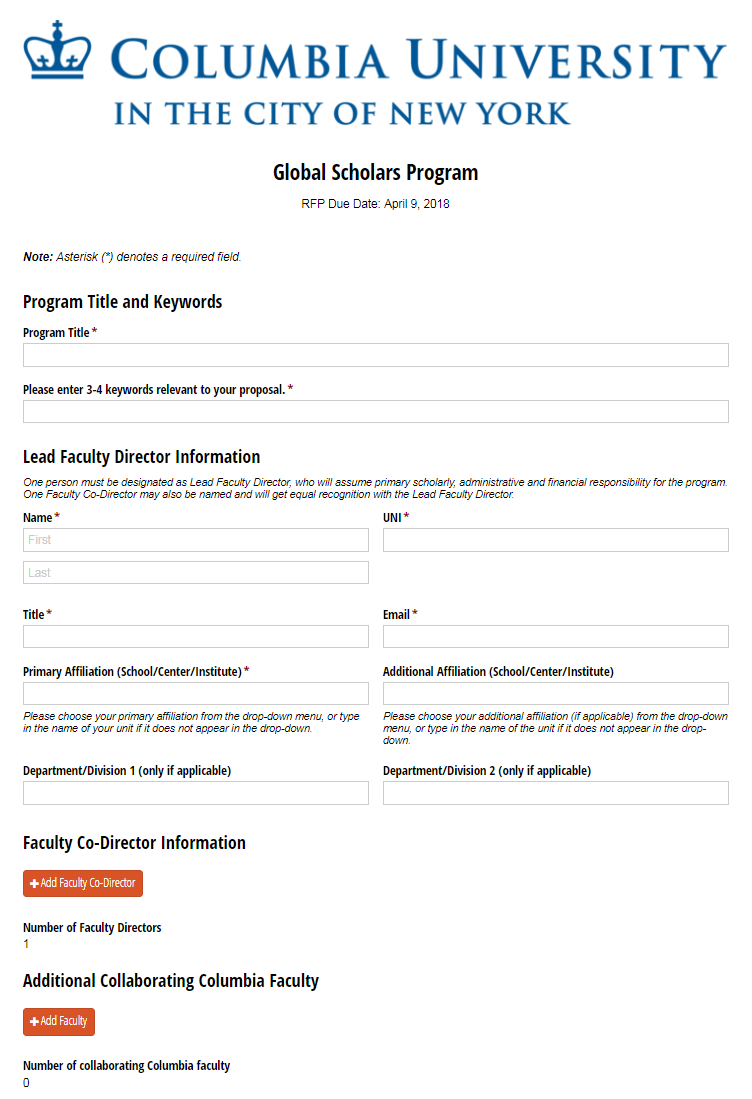 COLUMBIA UNIVERSITY
IN THE CITY OF NEW YORK
Global Scholars Program
RFP Due Date: April 9, 2018
Note: Asterisk (*) denotes a required field.
Program Title and Keywords
Program Title *
Please enter 3-4 keywords relevant to your proposal. *
Lead Faculty Director Information
One person must be designated as Lead Faculty Director, who will assume primary scholarly, administrative and financial responsibility for the program.
One Faculty Co-Director may also be named and will get equal recognition with the Lead Faculty Director.
Name *
UNI *
First
Last
Title *
Email *
Primary Affiliation (School/Center/Institute) *
Additional Affiliation (School/Center/Institute)
Please choose your primary affiliation from the drop-down menu, or type
in the name of your unit if it does not appear in the drop-down.
Please choose your additional affiliation (if applicable) from the drop-down
menu, or type in the name of the unit if it does not appear in the drop-
down.
Department/Division 1 (only if applicable)
Department/Division 2 (only if applicable)
Faculty Co-Director Information
+ Add Faculty Co-Director
Number of Faculty Directors
1
Additional Collaborating Columbia Faculty
+ Add Faculty
Number of collaborating Columbia faculty
0